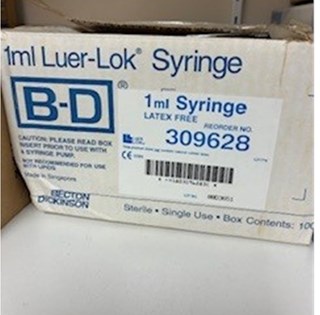 1ml Luer-Lok® Syringe
B-D®
1ml Syringe
LATEX FREE
REORDER NO.
309628
CAUTION: PLEASE READ BOX
INSERT PRIOR TO USE WITH
A SYRINGE PUMP.
NOT RECOMMENDED FOR USE
WITH LIPIDS
Made in Singapore
BECTON
DICKINSON
Sterile • Single Use • Box Contents: 100